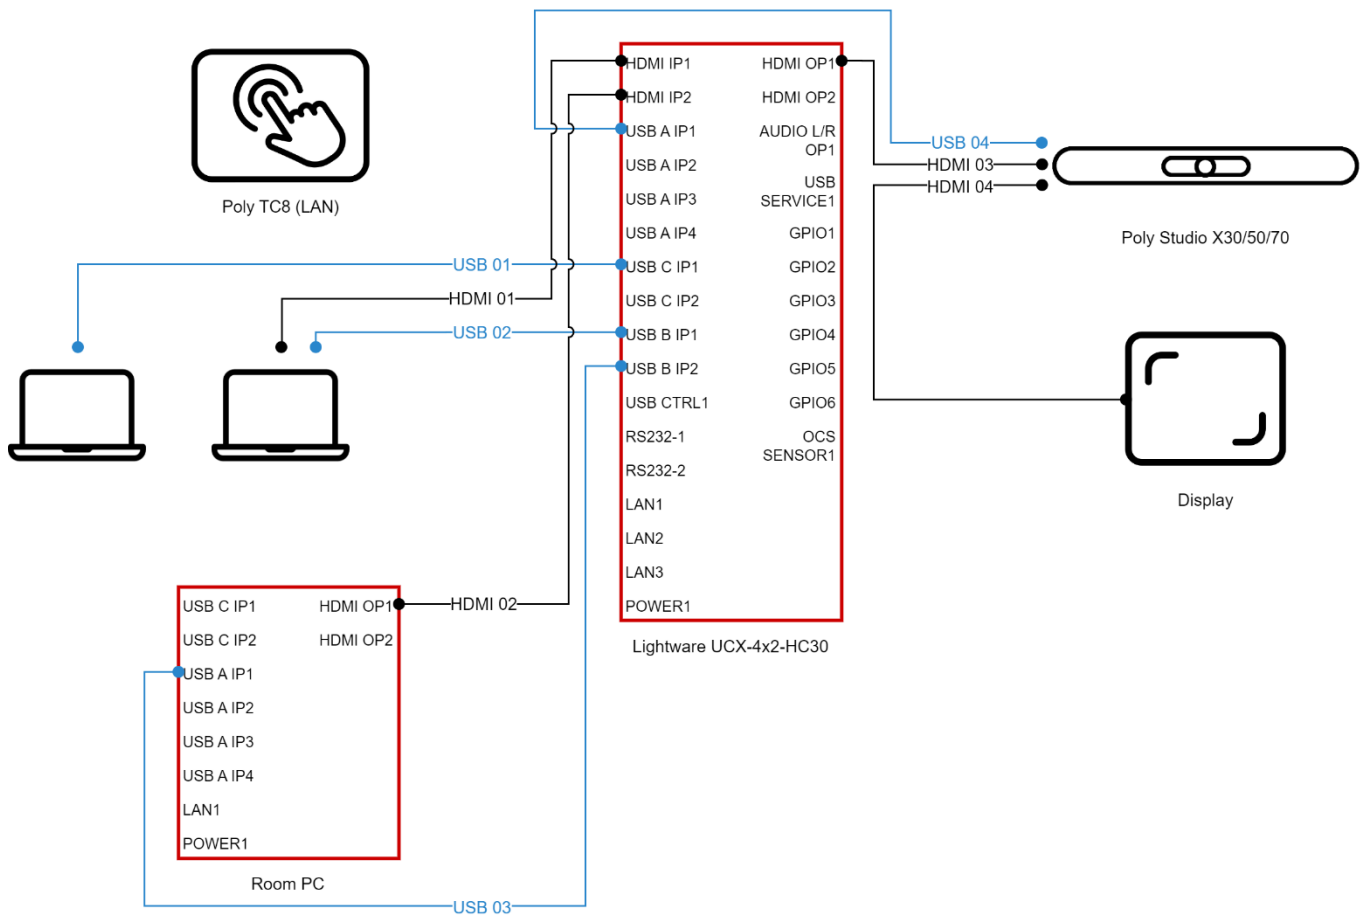 Poly TC8 (LAN)
USB 01
HDMI 01
USB 02
HDMI IP1
HDMI IP2
USB A IP1
USB A IP2
USB A IP3
USB A IP4
USB C IP1
USB C IP2
USB B IP1
USB B IP2
USB CTRL1
RS232-1
RS232-2
LAN1
LAN2
LAN3
POWER1
HDMI OP1
HDMI OP2
AUDIO L/R
OP1
USB
SERVICE1
GPIO1
GPIO2
GPIO3
GPIO4
GPIO5
GPIO6
OCS
SENSOR1
Lightware UCX-4x2-HC30
USB 04
HDMI 03
HDMI 04
Poly Studio X30/50/70
Display
USB C IP1
USB C IP2
USB A IP1
USB A IP2
USB A IP3
USB A IP4
LAN1
POWER1
HDMI OP1
HDMI OP2
HDMI 02
Room PC
USB 03